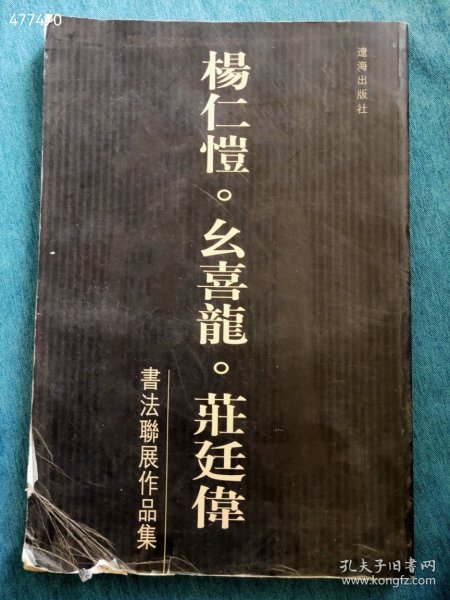 477460
遼海出版社
楊仁愷。幺喜龍。莊廷偉
書法聯展作品集
孔夫子旧书网
www.kongfz.com